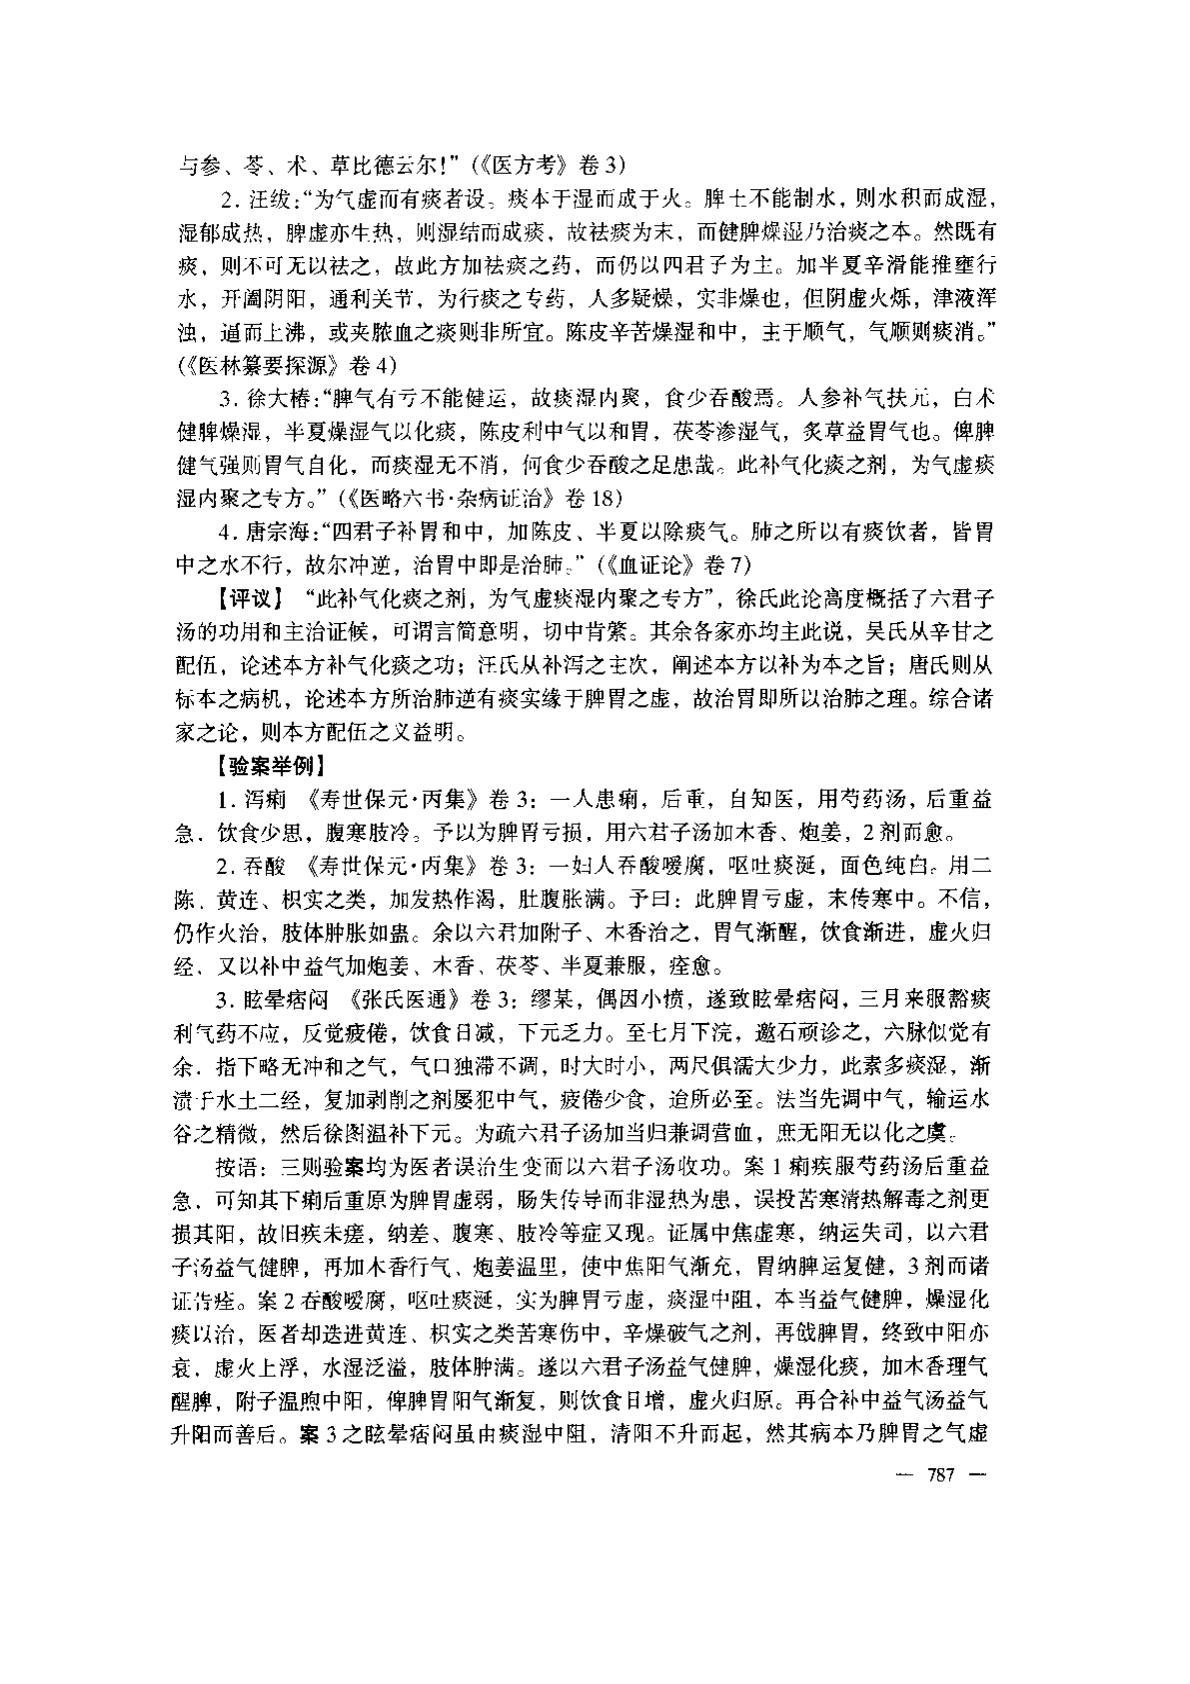 与参、苓、术、草比德云尔!”(《医方考》卷3)
2. 汪绂:“为气虚而有痰者设。痰本于湿而成于火。脾土不能制水，则水积而成湿，
湿郁成热，脾虚亦生热，则湿结而成痰，故祛痰为末，而健脾燥湿乃治痰之本。然既有
痰，则不可无以祛之，故此方加祛痰之药，而仍以四君子为主。加半夏辛滑能推壅行
水，开阖阴阳，通利关节，为行痰之专药，人多疑燥，实非燥也，但阴虚火烁，津液浑
浊，逼而上沸，或夹脓血之痰则非所宜。陈皮辛苦燥湿和中，主于顺气，气顺则痰消。”
(《医林纂要探源》卷4)
3. 徐大椿:“脾气有亏不能健运，故痰湿内聚，食少吞酸焉。人参补气扶元，白术
健脾燥湿，半夏燥湿气以化痰，陈皮利中气以和胃，茯苓渗湿气，炙草益胃气也。俾脾
健气强则胃气自化，而痰湿无不消，何食少吞酸之足患哉。此补气化痰之剂，为气虚痰
湿内聚之专方。”(《医略六书·杂病证治》卷18)
4. 唐宗海:“四君子补胃和中，加陈皮、半夏以除痰气。肺之所以有痰饮者，皆胃
中之水不行，故尔冲逆，治胃中即是治肺。”(《血证论》卷7)
【评议】 “此补气化痰之剂，为气虚痰湿内聚之专方”，徐氏此论高度概括了六君子
汤的功用和主治证候，可谓言简意明，切中肯綮。其余各家亦均主此说，吴氏从辛甘之
配伍，论述本方补气化痰之功；汪氏从补泻之主次，阐述本方以补为本之旨；唐氏则从
标本之病机，论述本方所治肺逆有痰实缘于脾胃之虚，故治胃即所以治肺之理。综合诸
家之论，则本方配伍之义益明。
【验案举例】
1. 泻痢 《寿世保元·丙集》卷3：一人患痢，后重，自知医，用芍药汤，后重益
急，饮食少思，腹寒肢冷。予以为脾胃亏损，用六君子汤加木香、炮姜，2剂而愈。
2. 吞酸 《寿世保元·丙集》卷3：一妇人吞酸嗳腐，呕吐痰涎，面色纯白。用二
陈、黄连、枳实之类，加发热作渴，肚腹胀满。予曰：此脾胃亏虚，末传寒中。不信，
仍作火治，肢体肿胀如蛊。余以六君加附子、木香治之，胃气渐醒，饮食渐进，虚火归
经，又以补中益气加炮姜、木香、茯苓、半夏兼服，痊愈。
3. 眩晕痞闷 《张氏医通》卷3：缪某，偶因小愤，遂致眩晕痞闷，三月来服豁痰
利气药不应，反觉疲倦，饮食日减，下元乏力。至七月下浣，邀石顽诊之，六脉似觉有
余，指下略无冲和之气，气口独滞不调，时大时小，两尺俱濡大少力，此素多痰湿，渐
渍于水土二经，复加剥削之剂屡犯中气，疲倦少食，迨所必至。法当先调中气，输运水
谷之精微，然后徐图温补下元。为疏六君子汤加当归兼调营血，庶无阳无以化之虞。
按语：三则验案均为医者误治生变而以六君子汤收功。案1痢疾服芍药汤后重益
急，可知其下痢后重原为脾胃虚弱，肠失传导而非湿热为患，误投苦寒清热解毒之剂更
损其阳，故旧疾未瘥，纳差、腹寒、肢冷等症又现。证属中焦虚寒，纳运失司，以六君
子汤益气健脾，再加木香行气、炮姜温里，使中焦阳气渐充，胃纳脾运复健，3剂而诸
证告痊。案2吞酸嗳腐，呕吐痰涎，实为脾胃亏虚，痰湿中阻，本当益气健脾，燥湿化
痰以治，医者却迭进黄连、枳实之类苦寒伤中，辛燥破气之剂，再戗脾胃，终致中阳亦
衰，虚火上浮，水湿泛溢，肢体肿满。遂以六君子汤益气健脾，燥湿化痰，加木香理气
醒脾，附子温煦中阳，俾脾胃阳气渐复，则饮食日增，虚火归原。再合补中益气汤益气
升阳而善后。案3之眩晕痞闷虽由痰湿中阻，清阳不升而起，然其病本乃脾胃之气虚
— 787 —